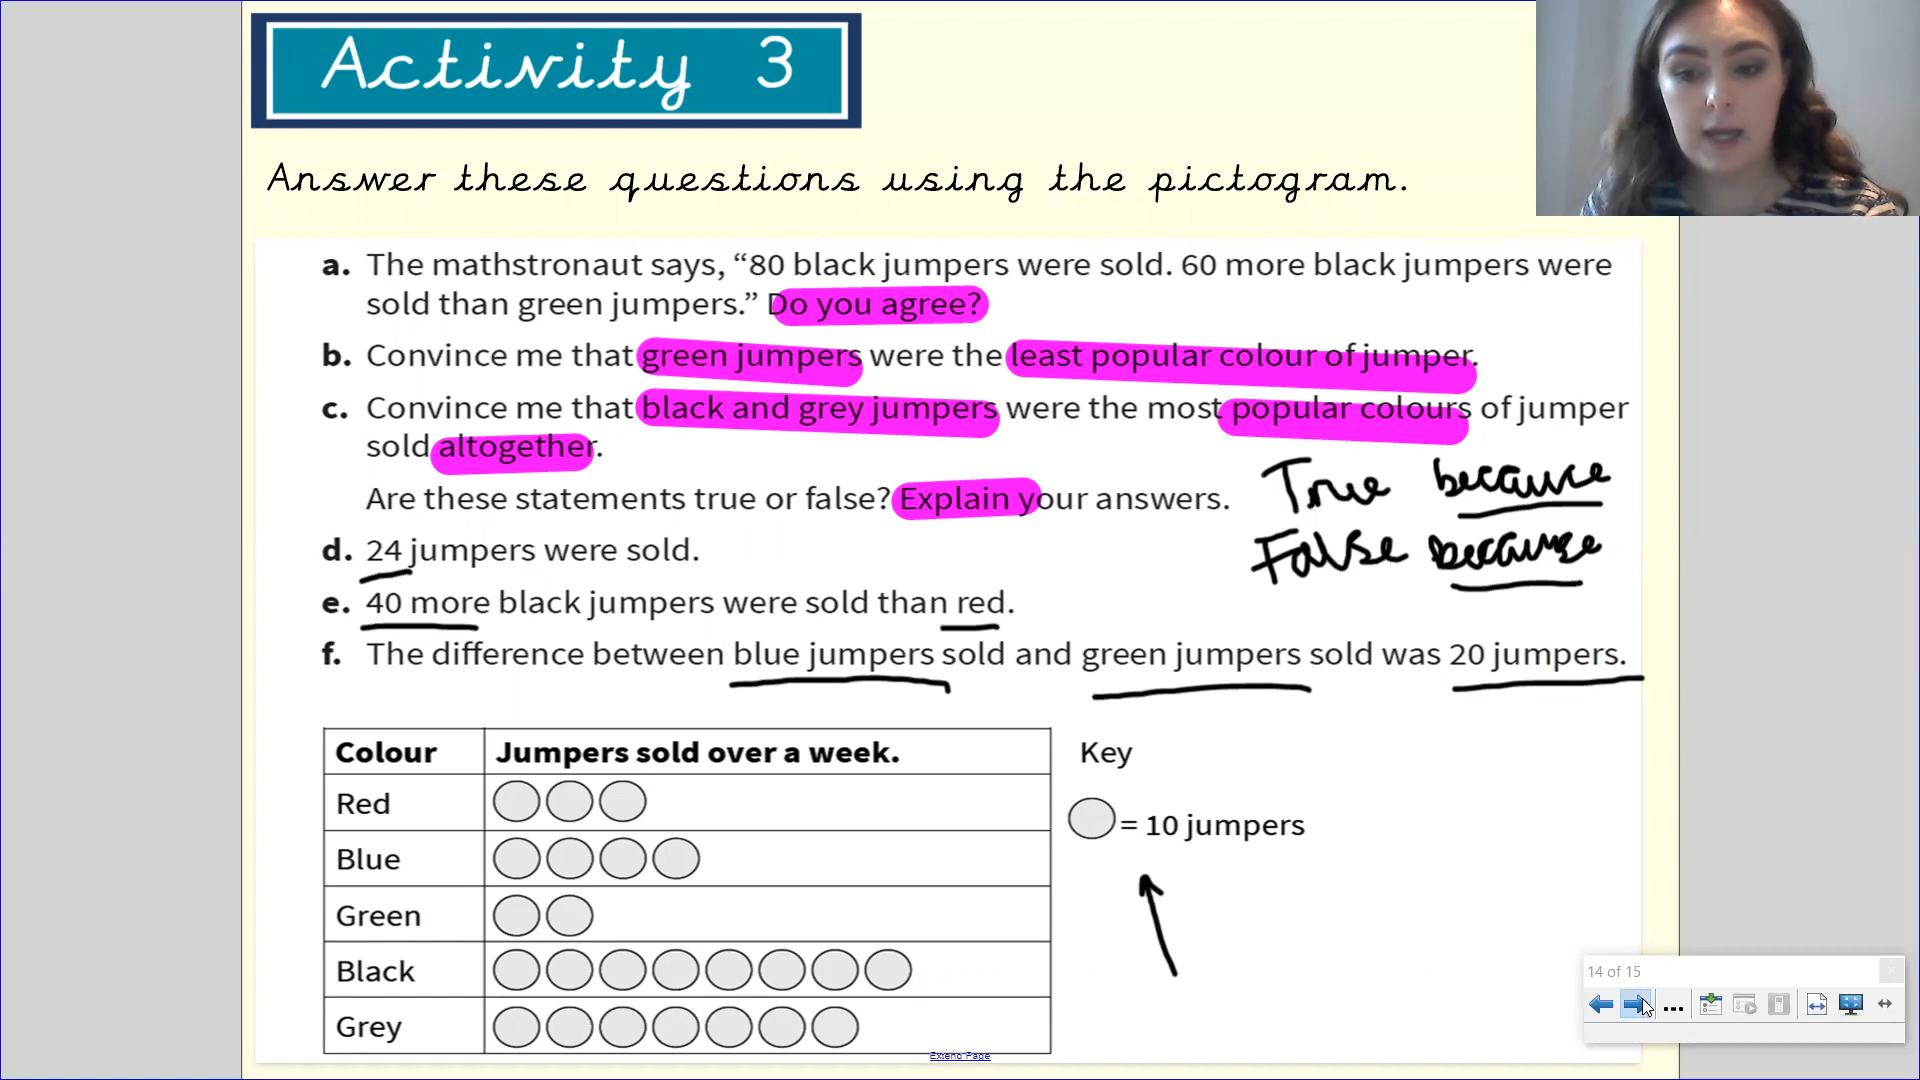 Activity 3
Answer these questions using the pictogram.
a. The mathstronaut says, “80 black jumpers were sold. 60 more black jumpers were
sold than green jumpers.” Do you agree?
b. Convince me that green jumpers were the least popular colour of jumper.
c. Convince me that black and grey jumpers were the most popular colours of jumper
sold altogether.
Are these statements true or false? Explain your answers.
True because
False because
d. 24 jumpers were sold.
e. 40 more black jumpers were sold than red.
f. The difference between blue jumpers sold and green jumpers sold was 20 jumpers.
Colour Jumpers sold over a week.
Red
Blue
Green
Black
Grey
Key
= 10 jumpers
Extend Page
14 of 15